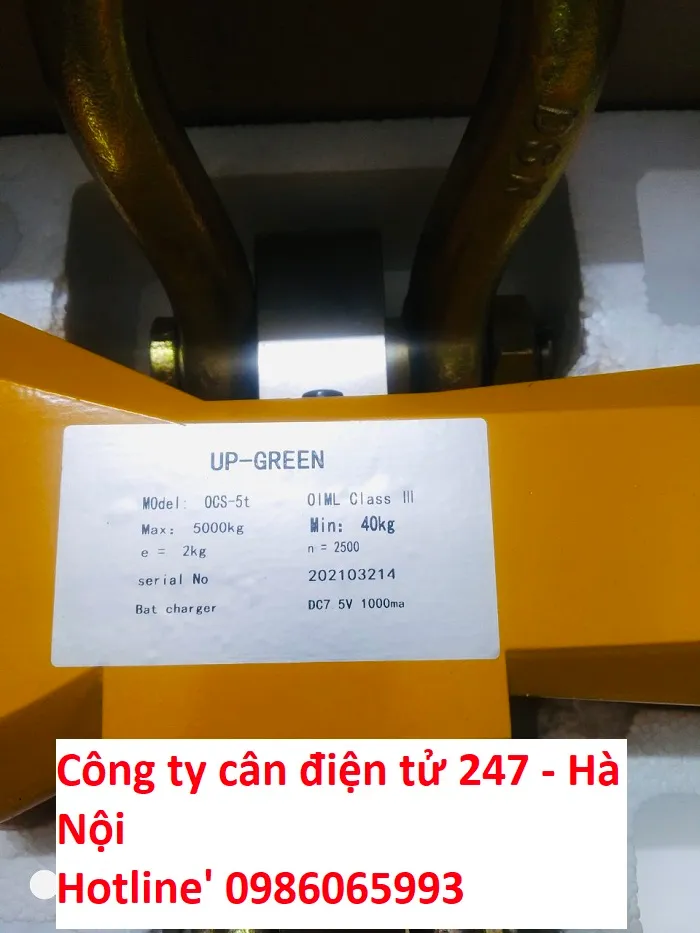 DSK
UP-GREEN
MOdel: OCS-5t OIML Class III
Max: 5000kg Min: 40kg
e = 2kg n = 2500
serial No 202103214
Bat charger DC7 5V 1000ma
Công ty cân điện tử 247 - Hà
Nội
Hotline' 0986065993